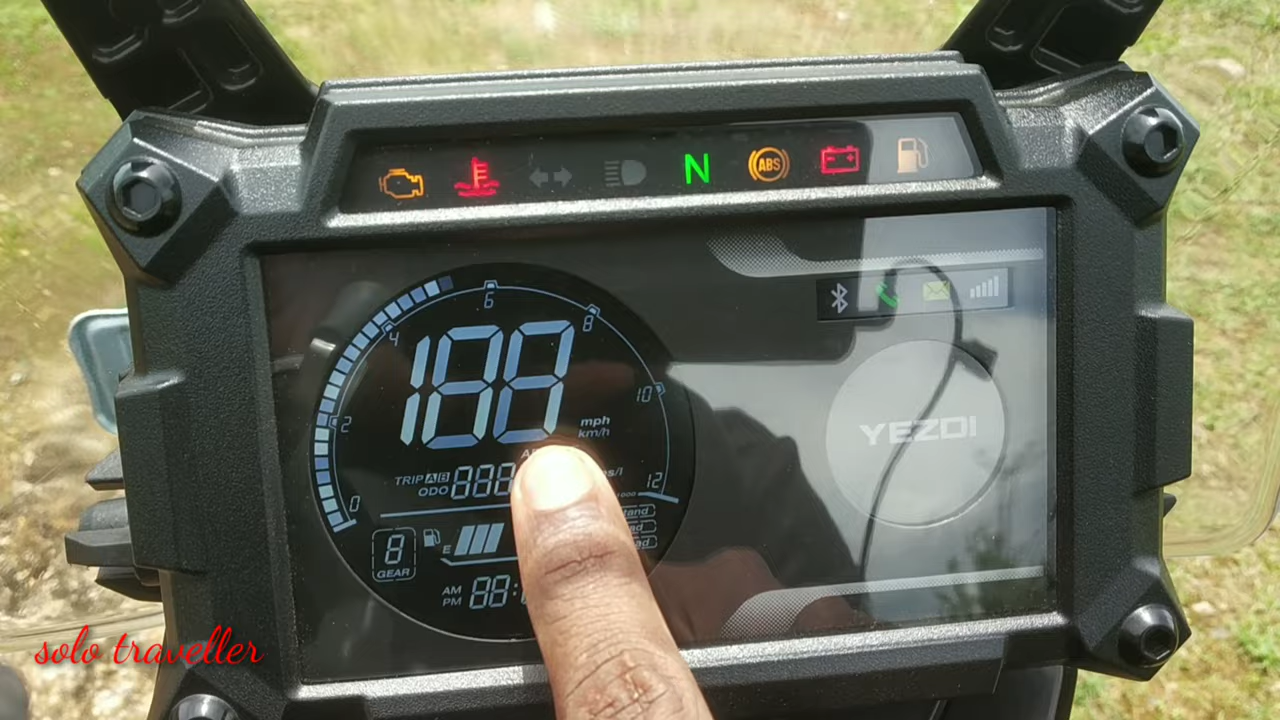 N ABS
6
4 8
188
2 10
mph
km/h
TRIP A B
ODO 888
12
0
8
E
GEAR
AM
PM 88:
YEZDI
solo traveller